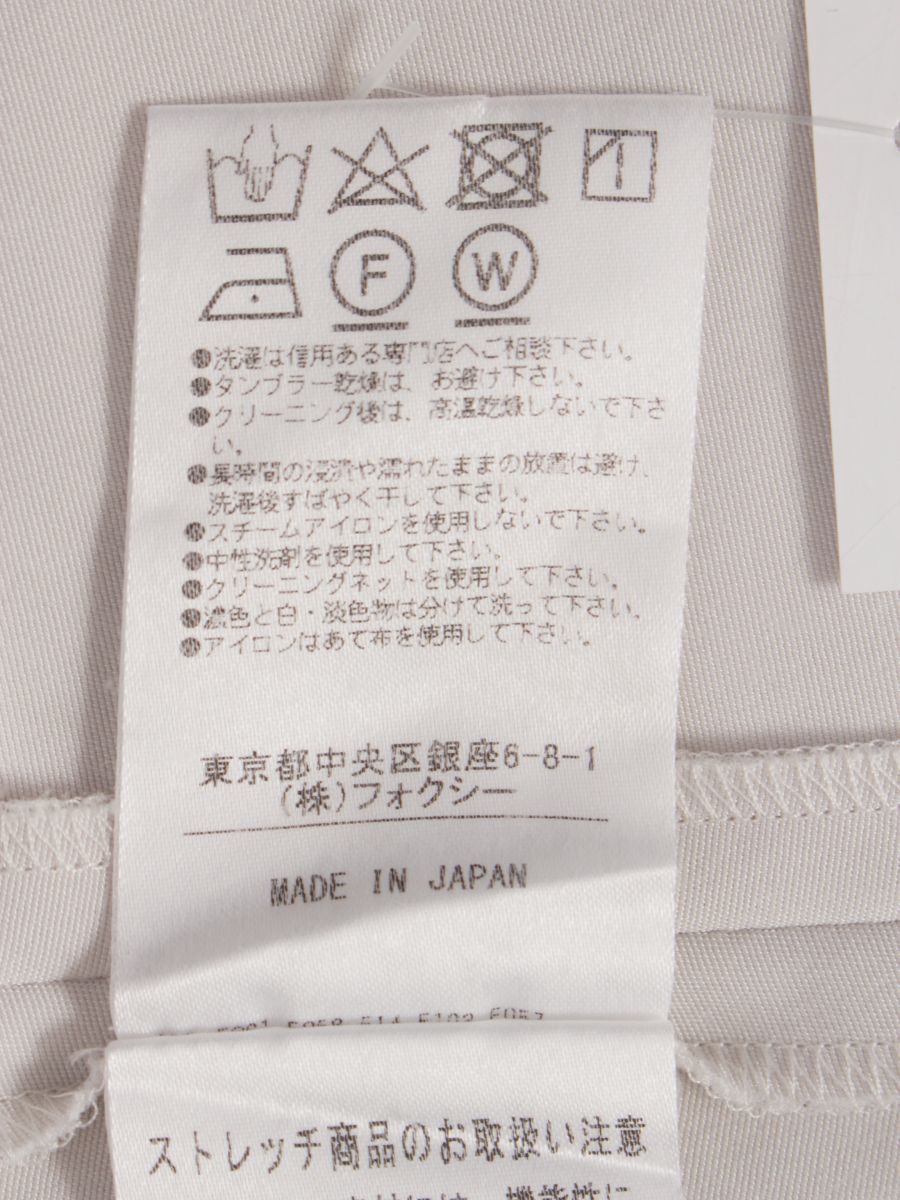 F W
●洗濯は信用ある専門店へご相談下さい。
●タンブラー乾燥は、お避け下さい。
●クリーニング後は、高温乾燥しないで下さ
い。
●長時間の浸漬や濡れたままの放置は避け、
洗濯後すばやく干して下さい。
●スチームアイロンを使用しないで下さい。
●中性洗剤を使用して下さい。
●クリーニングネットを使用して下さい。
●濃色と白・淡色物は分けて洗って下さい。
●アイロンはあて布を使用して下さい。
東京都中央区銀座6-8-1
(株)フォクシー
MADE IN JAPAN
ストレッチ商品のお取扱い注意